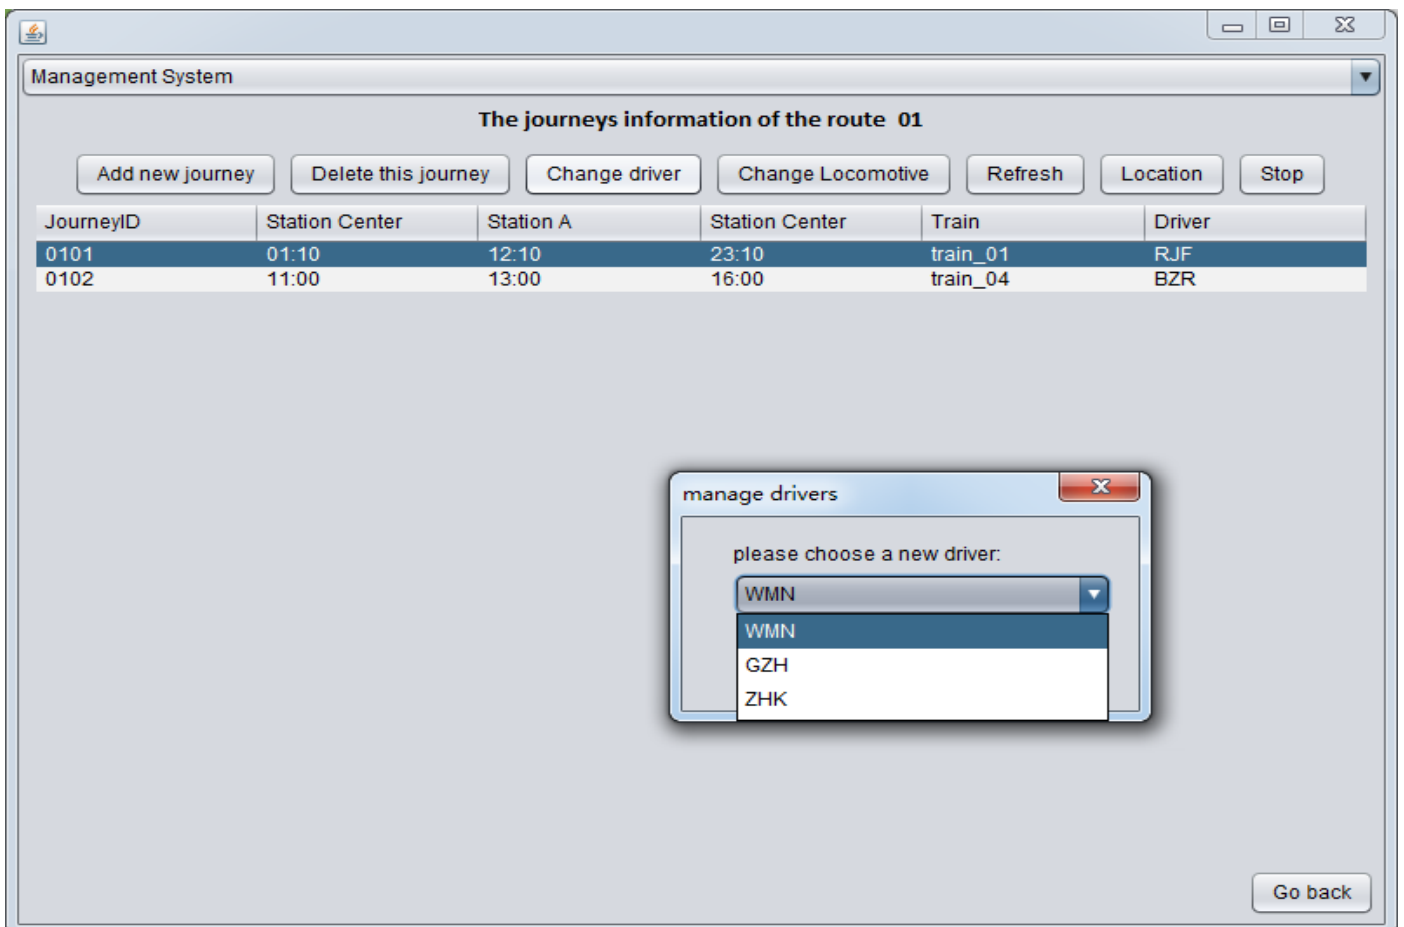 Management System
The journeys information of the route  01
Add new journey Delete this journey Change driver Change Locomotive Refresh Location Stop
JourneyID Station Center Station A Station Center Train Driver
0101 01:10 12:10 23:10 train_01 RJF
0102 11:00 13:00 16:00 train_04 BZR
manage drivers
please choose a new driver:
WMN
WMN
GZH
ZHK
Go back